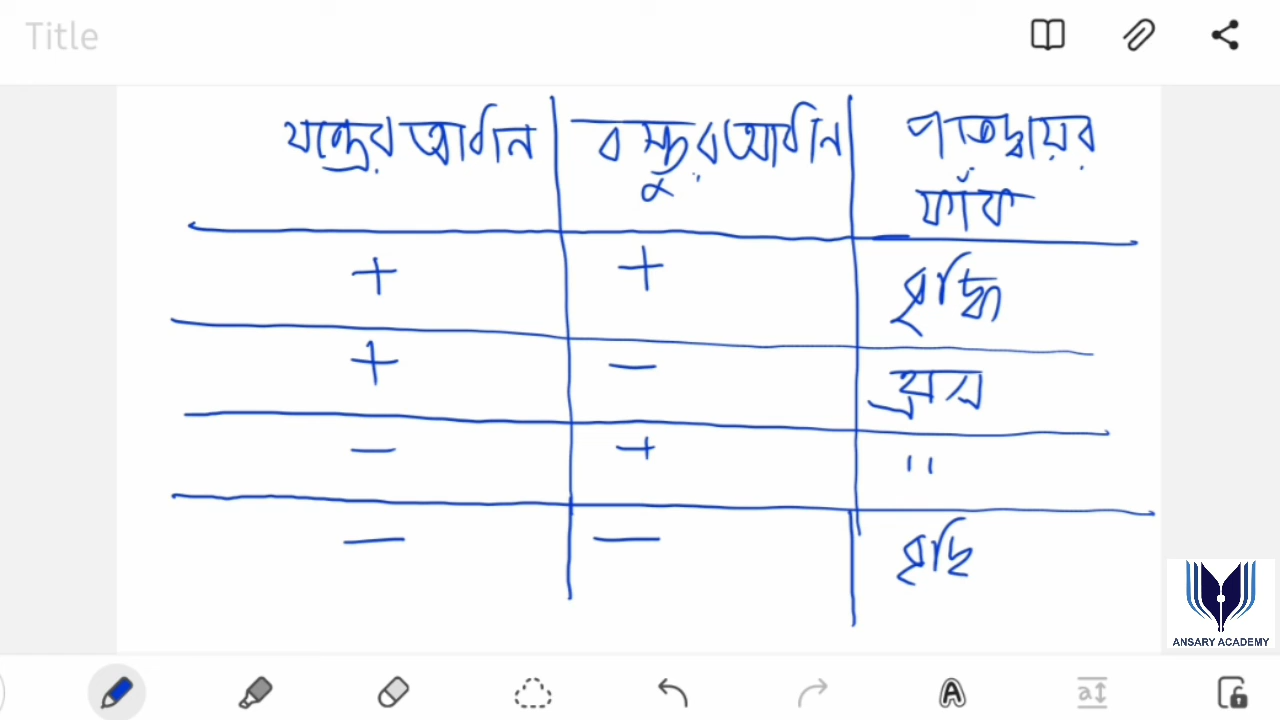 Title
যন্ত্রের আধান বস্তুর আধান পাতদ্বয়ের
ফাঁক
+ + বৃদ্ধি
+ − হ্রাস
− + "
− − বৃদ্ধি
ANSARY ACADEMY